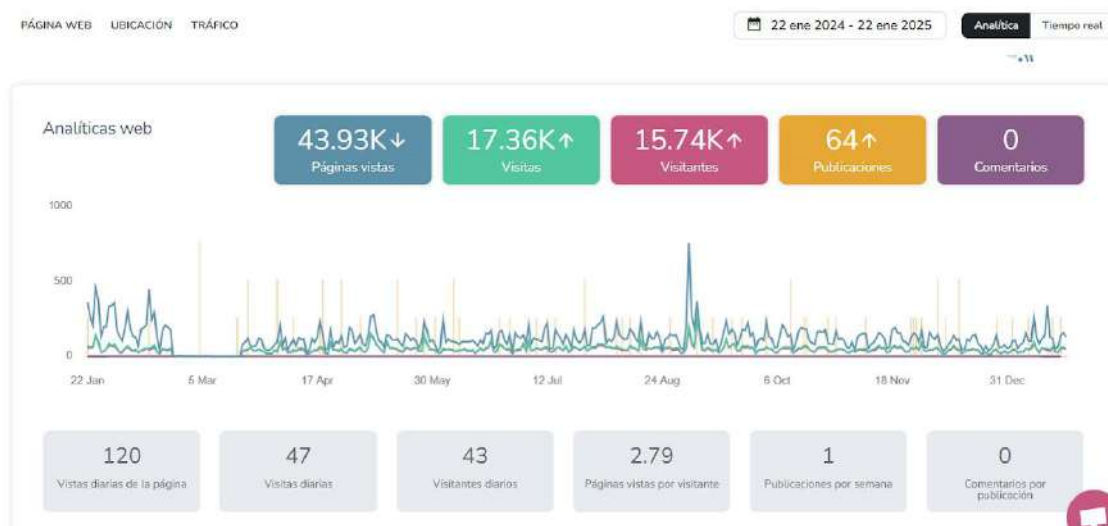 PÁGINA WEB UBICACIÓN TRÁFICO
22 ene 2024 - 22 ene 2025
Analítica Tiempo real
Analíticas web
43.93K↓ 17.36K↑ 15.74K↑ 64↑ 0
Páginas vistas Visitas Visitantes Publicaciones Comentarios
1000
500
0
22 Jan 5 Mar 17 Apr 30 May 12 Jul 24 Aug 6 Oct 18 Nov 31 Dec
120 47 43 2.79 1 0
Vistas diarias de la página Visitas diarias Visitantes diarios Páginas vistas por visitante Publicaciones por semana Comentarios por
publicación